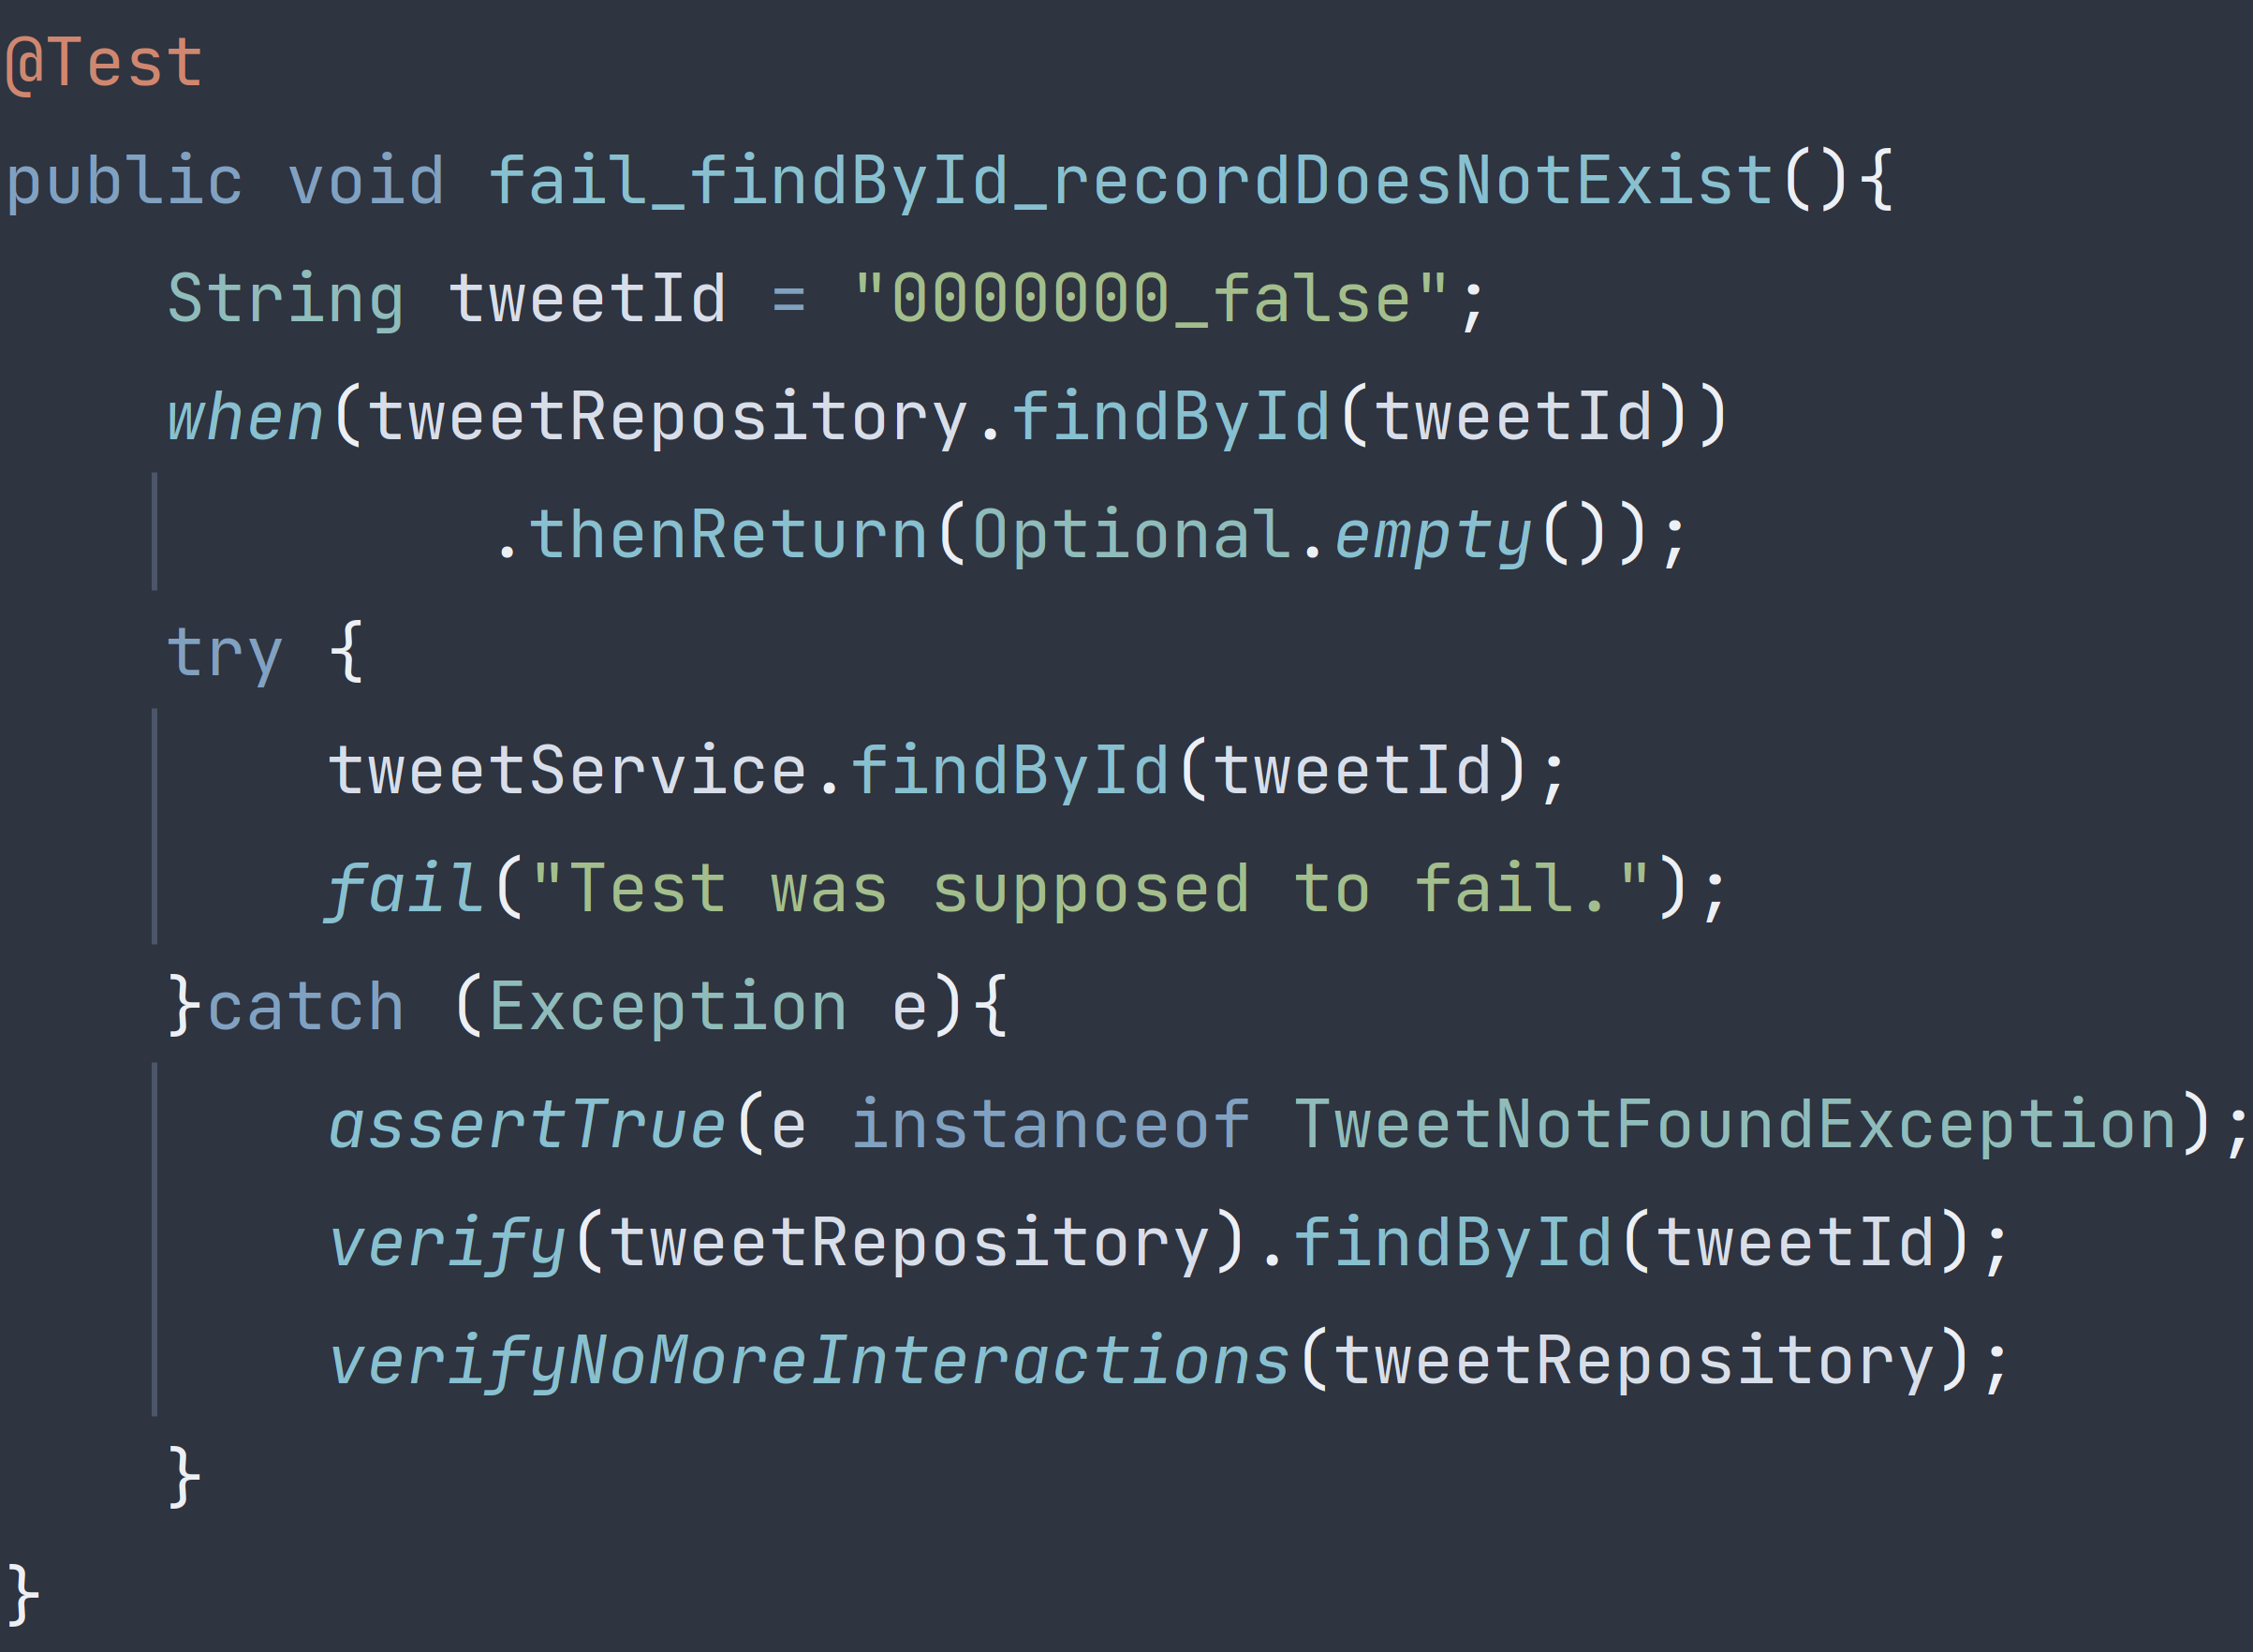 @Test
public void fail_findById_recordDoesNotExist(){
    String tweetId = "0000000_false";
    when(tweetRepository.findById(tweetId))
            .thenReturn(Optional.empty());
    try {
        tweetService.findById(tweetId);
        fail("Test was supposed to fail.");
    }catch (Exception e){
        assertTrue(e instanceof TweetNotFoundException);
        verify(tweetRepository).findById(tweetId);
        verifyNoMoreInteractions(tweetRepository);
    }
}